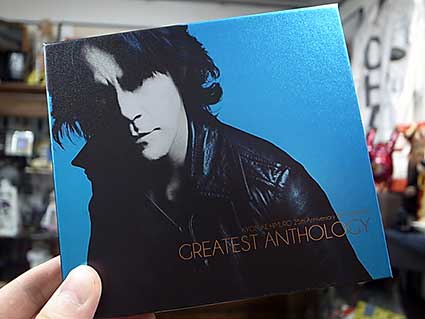 KYOSUKE HIMURO 25th Anniversary
GREATEST ANTHOLOGY